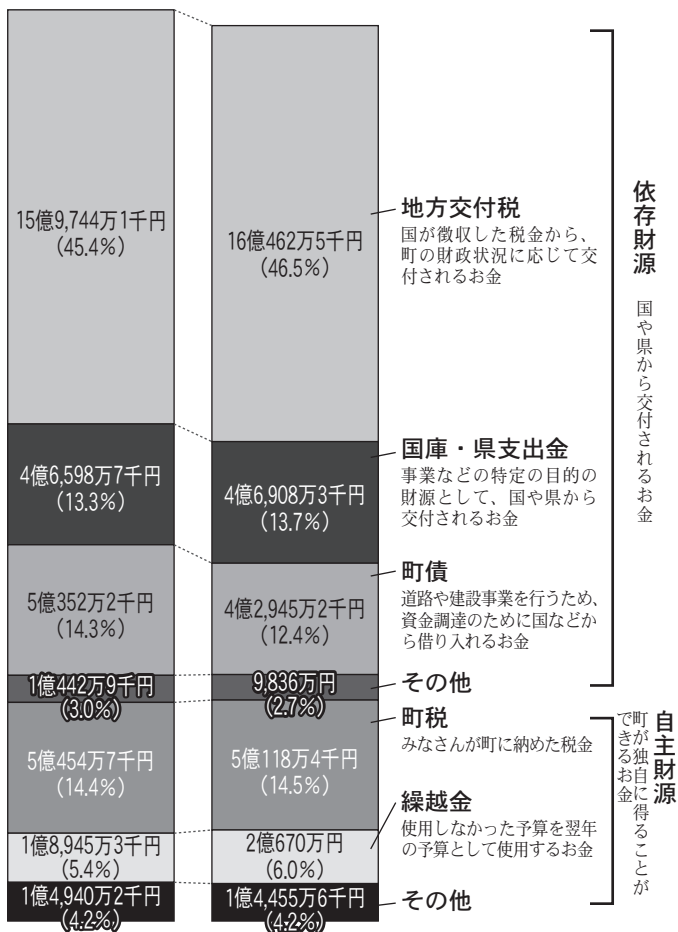 15億9,744万1千円
(45.4%)
4億6,598万7千円
(13.3%)
5億352万2千円
(14.3%)
1億442万9千円
(3.0%)
5億454万7千円
(14.4%)
1億8,945万3千円
(5.4%)
1億4,940万2千円
(4.2%)
16億462万5千円
(46.5%)
4億6,908万3千円
(13.7%)
4億2,945万2千円
(12.4%)
9,836万円
(2.7%)
5億118万4千円
(14.5%)
2億670万円
(6.0%)
1億4,455万6千円
(4.2%)
地方交付税
国が徴収した税金から、
町の財政状況に応じて交
付されるお金
国庫・県支出金
事業などの特定の目的の
財源として、国や県から
交付されるお金
町債
道路や建設事業を行うため、
資金調達のために国などか
ら借り入れるお金
その他
町税
みなさんが町に納めた税金
繰越金
使用しなかった予算を翌年
の予算として使用するお金
その他
依存財源 国や県から交付されるお金
自主財源
町が独自に得ることが
できるお金